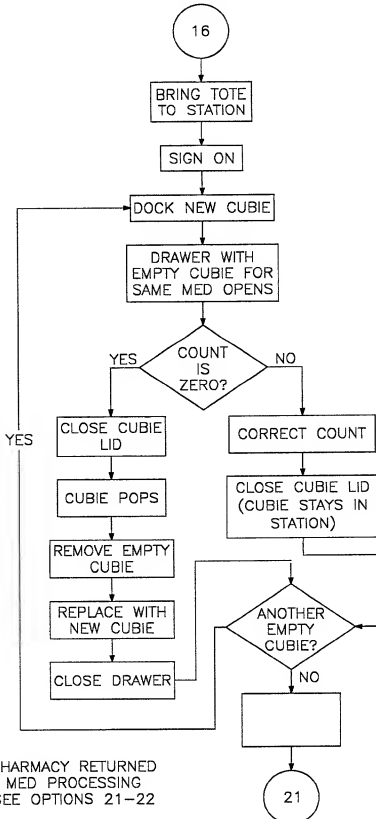 16
BRING TOTE
TO STATION
SIGN ON
DOCK NEW CUBIE
DRAWER WITH
EMPTY CUBIE FOR
SAME MED OPENS
COUNT
IS
ZERO?
YES
NO
CLOSE CUBIE
LID
CUBIE POPS
REMOVE EMPTY
CUBIE
REPLACE WITH
NEW CUBIE
CLOSE DRAWER
CORRECT COUNT
CLOSE CUBIE LID
(CUBIE STAYS IN
STATION)
YES
ANOTHER
EMPTY
CUBIE?
NO
21
HARMACY RETURNED
MED PROCESSING
SEE OPTIONS 21-22